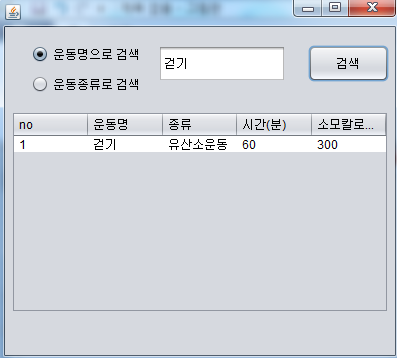 운동명으로 검색
걷기
검색
운동종류로 검색
no 운동명 종류 시간(분) 소모칼로...
1 걷기 유산소운동 60 300